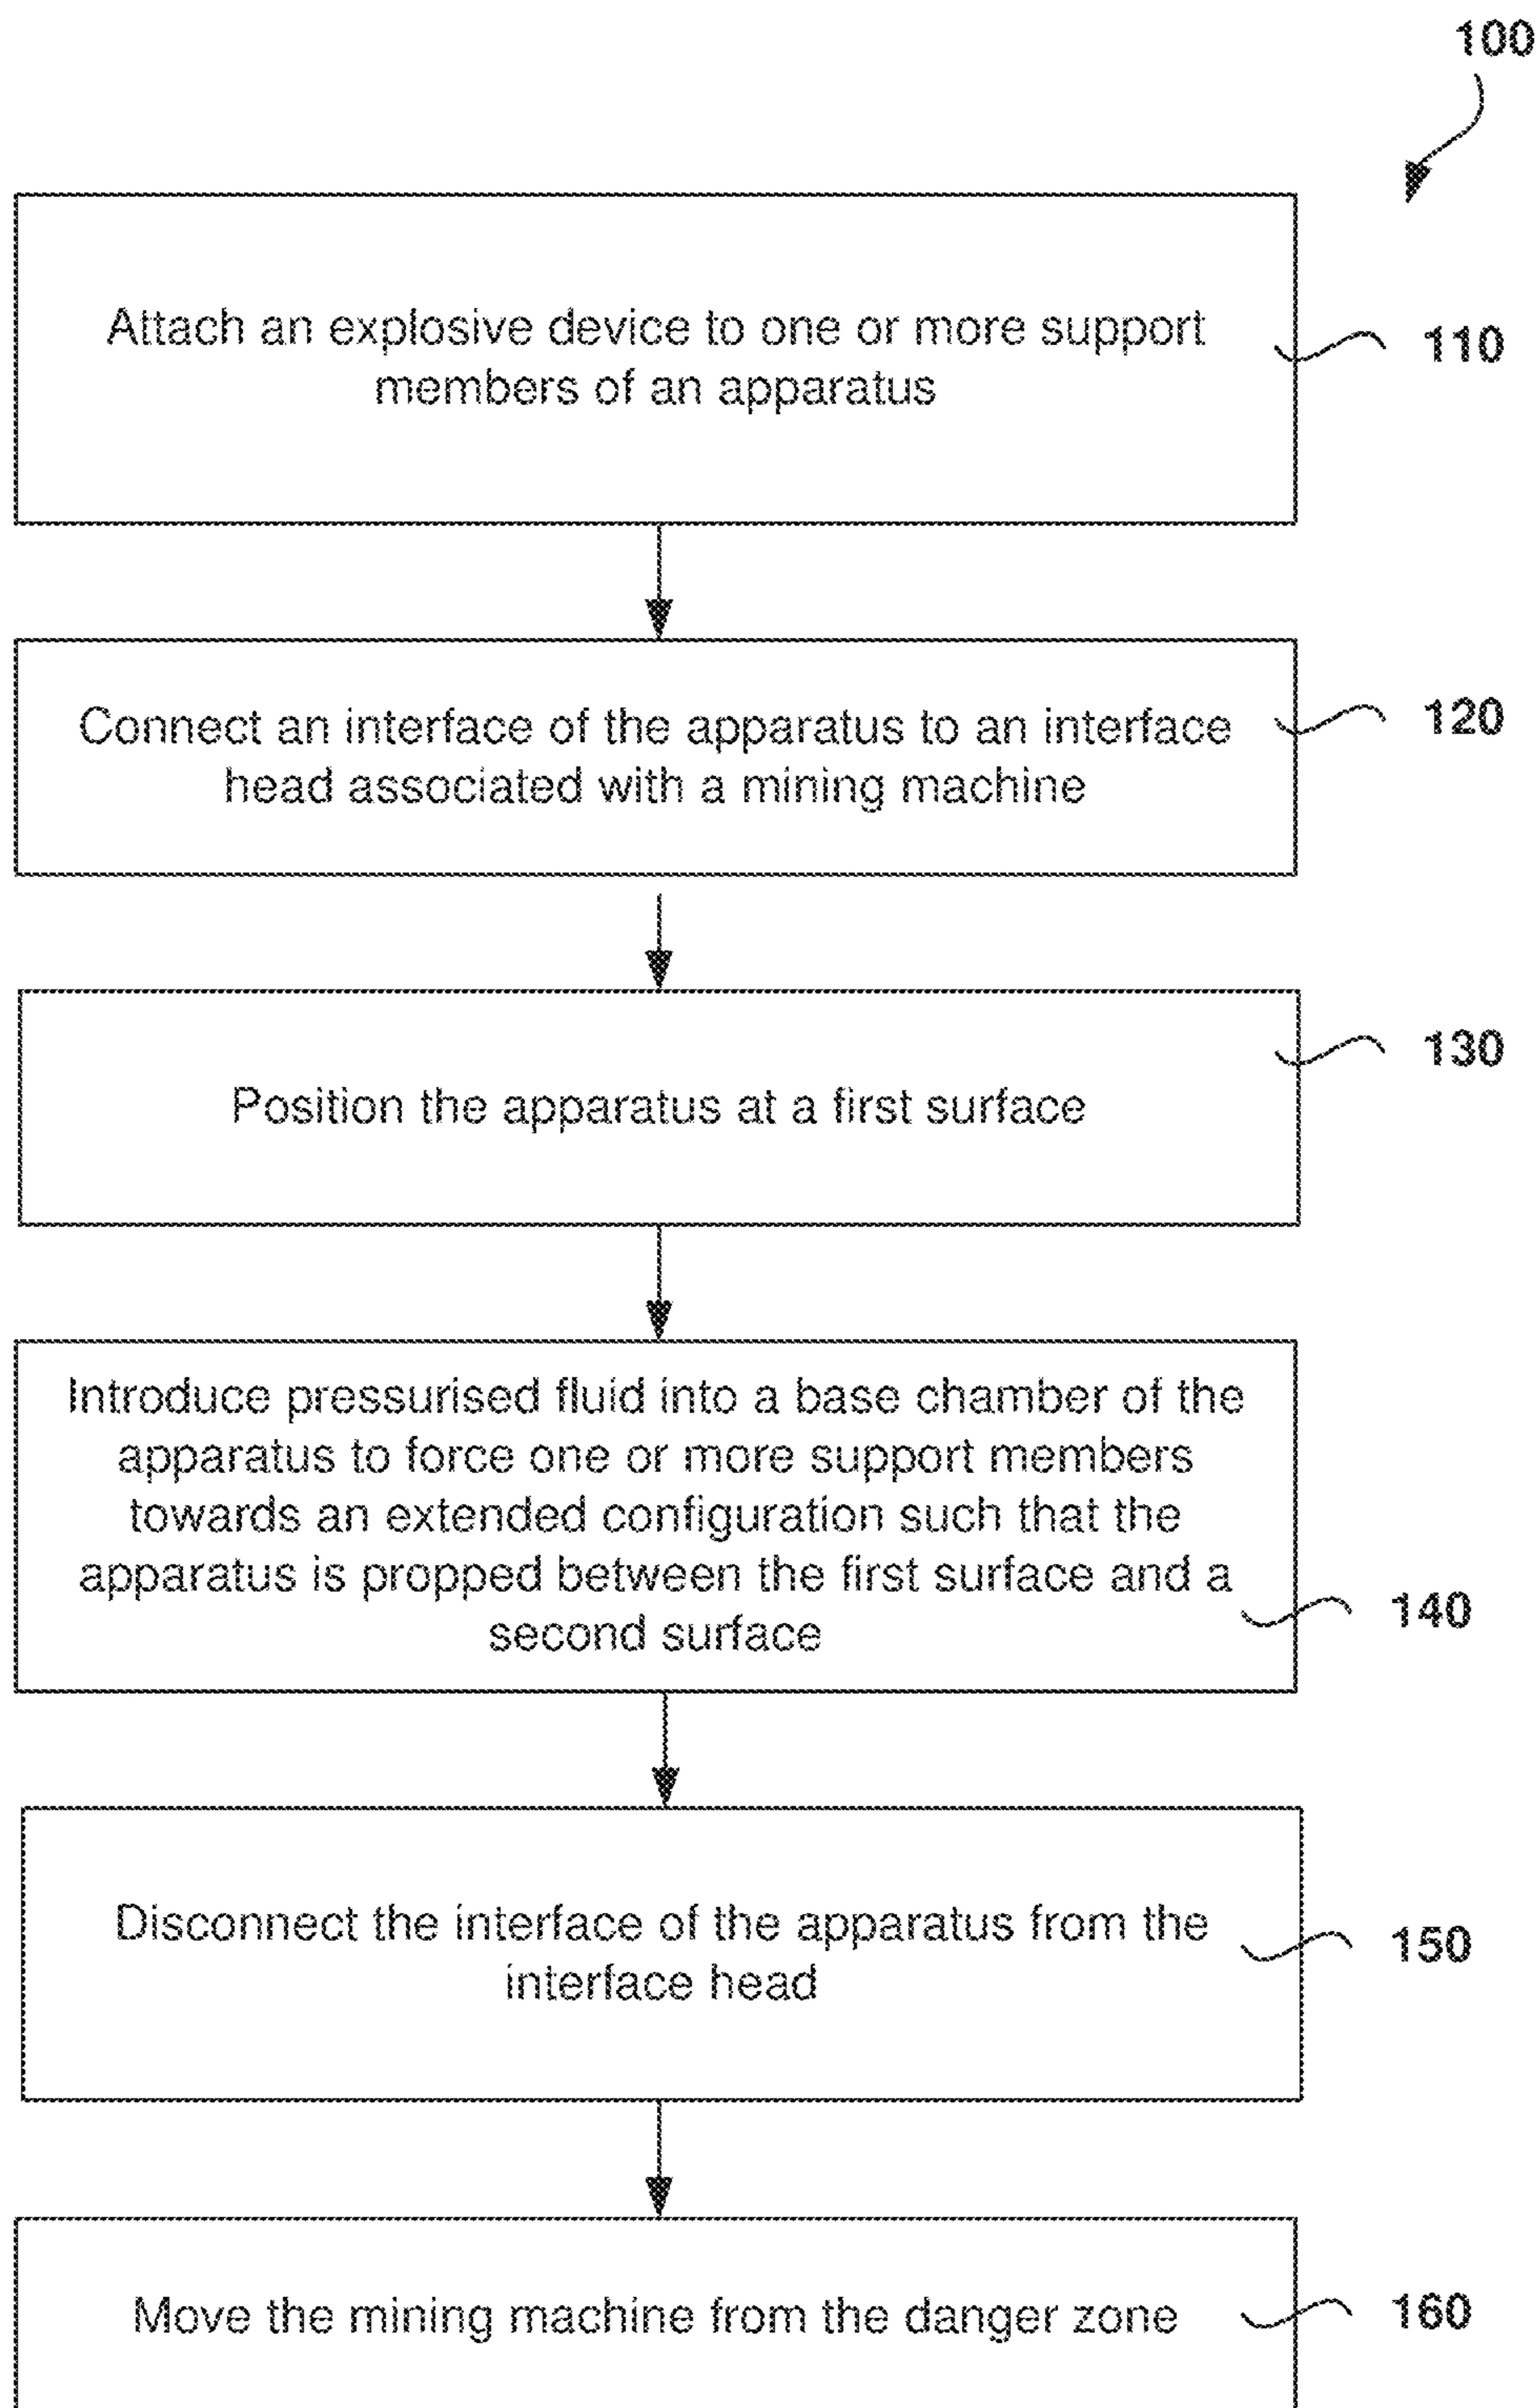 100
Attach an explosive device to one or more support
members of an apparatus
110
Connect an interface of the apparatus to an interface
head associated with a mining machine
120
Position the apparatus at a first surface
130
Introduce pressurised fluid into a base chamber of the
apparatus to force one or more support members
towards an extended configuration such that the
apparatus is propped between the first surface and a
second surface
140
Disconnect the interface of the apparatus from the
interface head
150
Move the mining machine from the danger zone
160